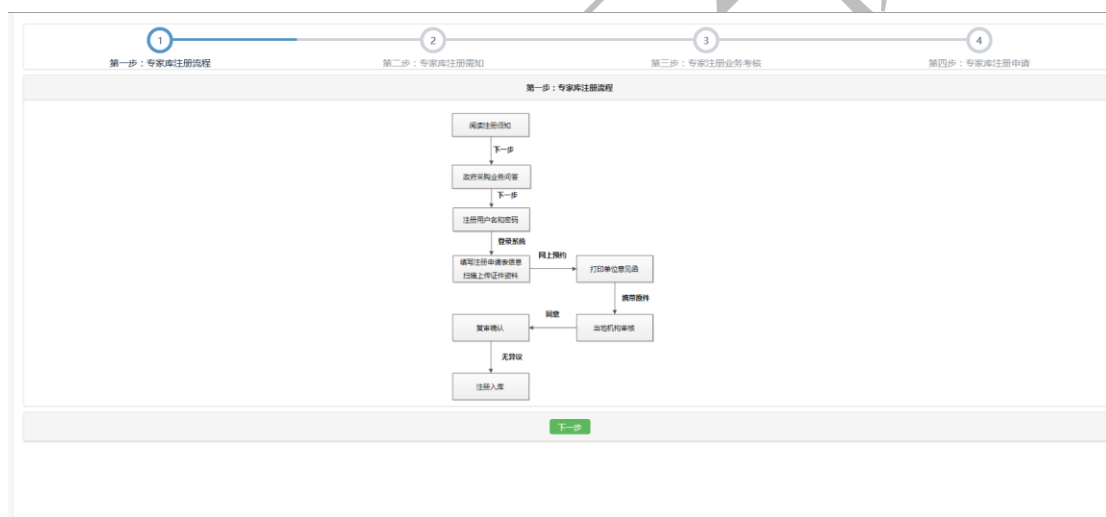 1
2
3
4
第一步：专家库注册流程
第二步：专家库注册需知
第三步：专家注册业务考核
第四步：专家库注册申请
第一步：专家库注册流程
阅读注册须知
下一步
政府采购业务问答
下一步
注册用户名和密码
登录系统
填写注册申请表信息
扫描上传证件资料
网上预约
打印单位意见函
携带原件
当地机构审核
同意
复审确认
无异议
注册入库
下一步